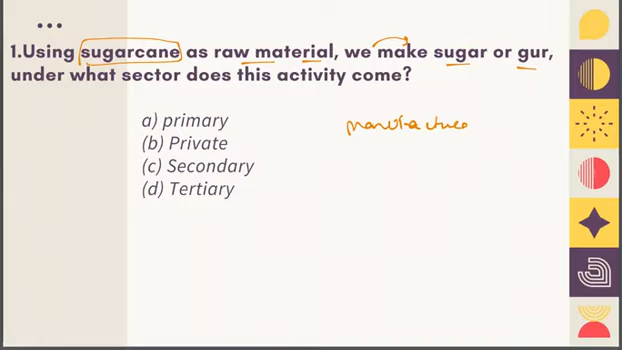 1.Using sugarcane as raw material, we make sugar or gur,
under what sector does this activity come?
a) primary
(b) Private
(c) Secondary
(d) Tertiary